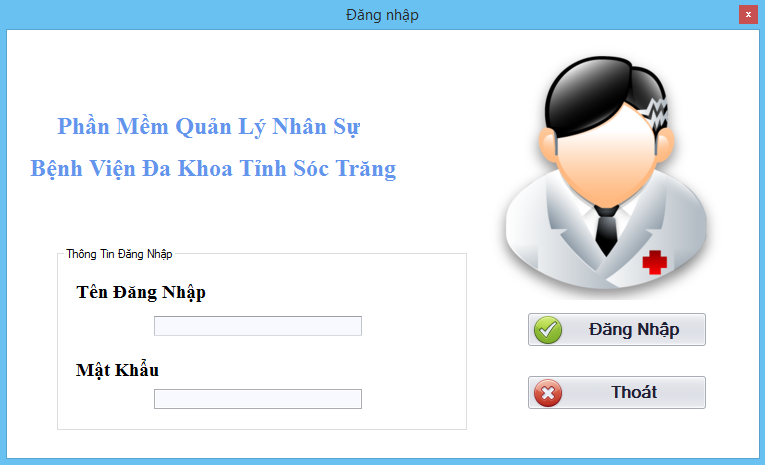 Đăng nhập
x
Phần Mềm Quản Lý Nhân Sự
Bệnh Viện Đa Khoa Tỉnh Sóc Trăng
Thông Tin Đăng Nhập
Tên Đăng Nhập
Mật Khẩu
Đăng Nhập
Thoát